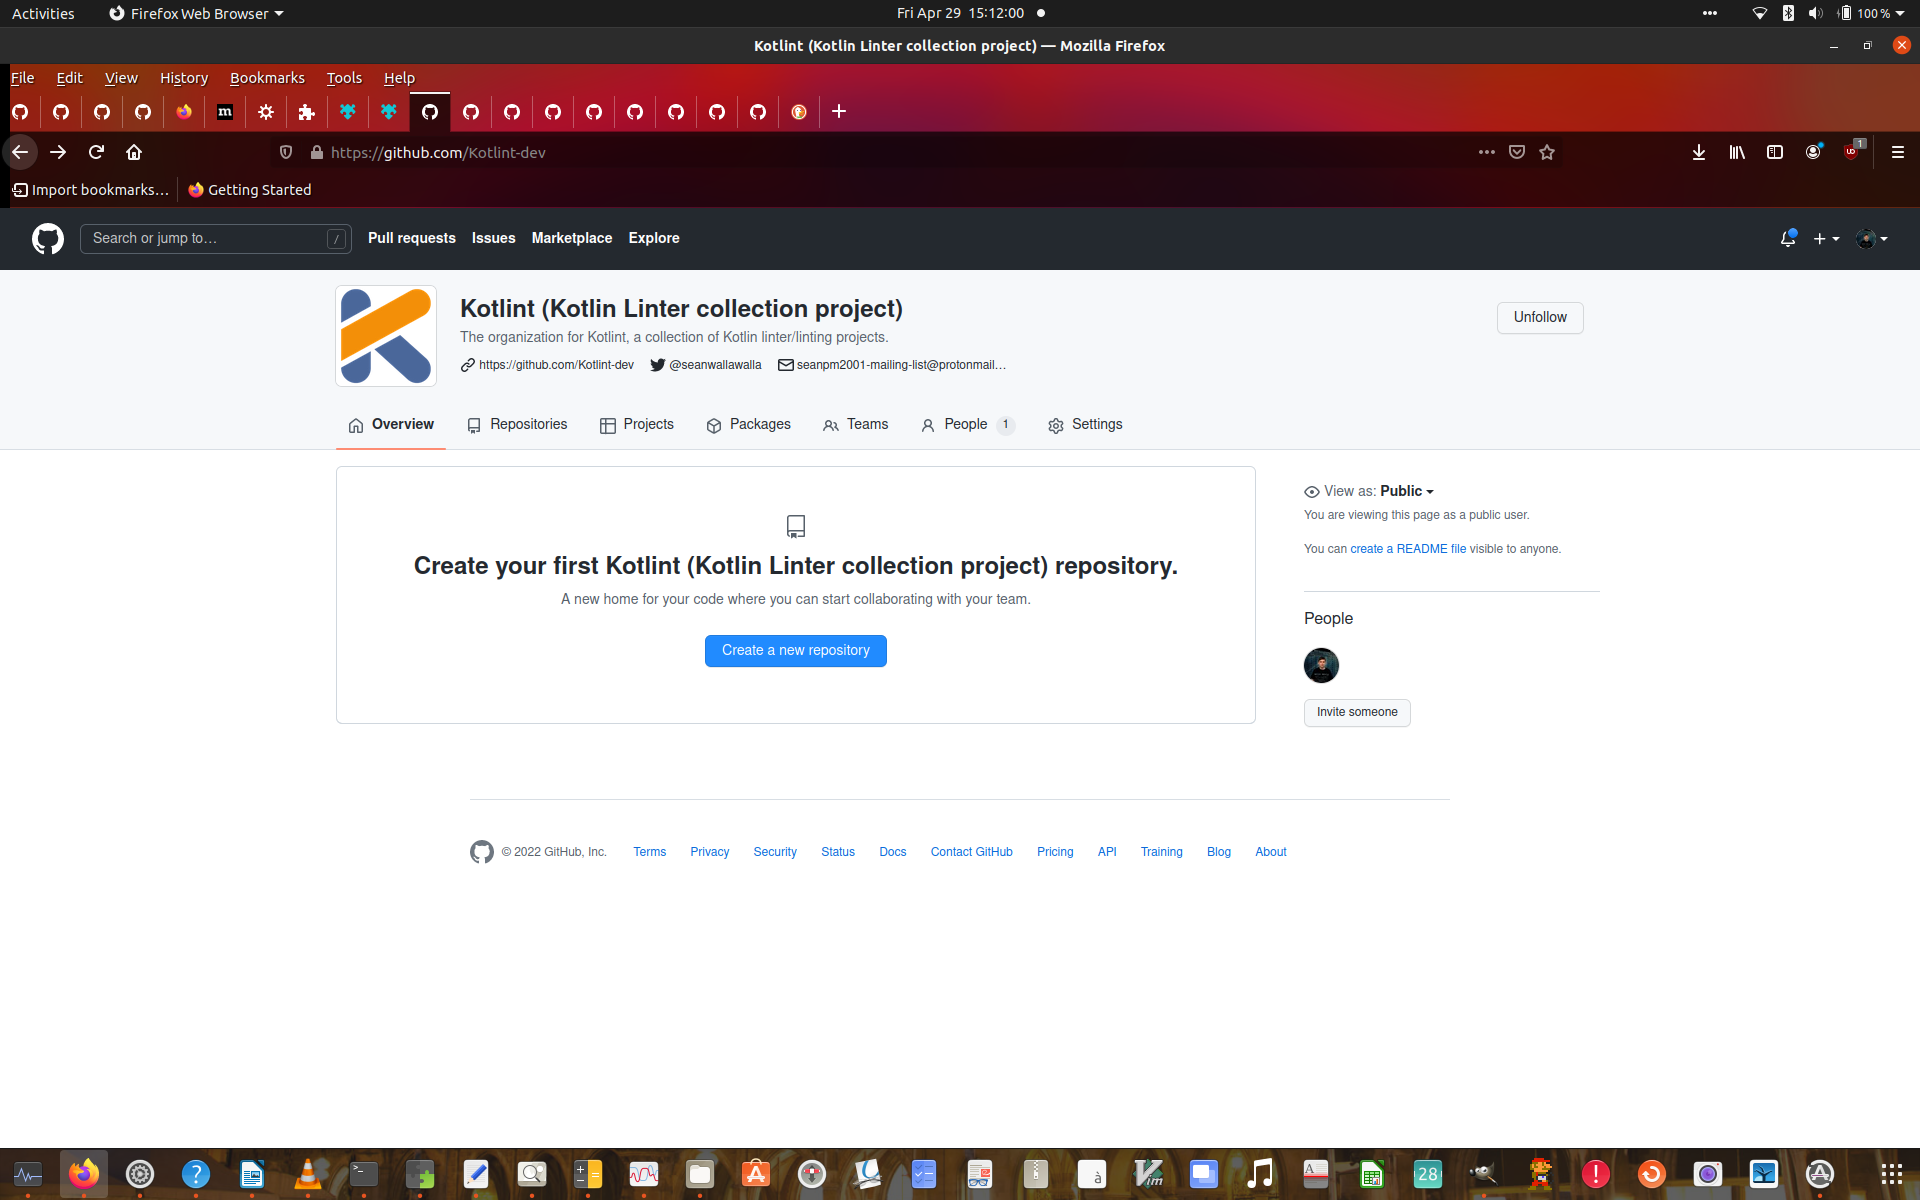 Activities Firefox Web Browser Fri Apr 29 15:12:00 100 %
Kotlint (Kotlin Linter collection project) — Mozilla Firefox
File Edit View History Bookmarks Tools Help
m
https://github.com/Kotlint-dev 1
Import bookmarks… Getting Started
Search or jump to… / Pull requests Issues Marketplace Explore
Kotlint (Kotlin Linter collection project)
Unfollow
The organization for Kotlint, a collection of Kotlin linter/linting projects.
https://github.com/Kotlint-dev @seanwallawalla seanpm2001-mailing-list@protonmail…
Overview Repositories Projects Packages Teams People 1 Settings
View as: Public
You are viewing this page as a public user.
You can create a README file visible to anyone.
Create your first Kotlint (Kotlin Linter collection project) repository.
A new home for your code where you can start collaborating with your team.
Create a new repository
People
Invite someone
© 2022 GitHub, Inc. Terms Privacy Security Status Docs Contact GitHub Pricing API Training Blog About
? >_ à Vim A 28 !